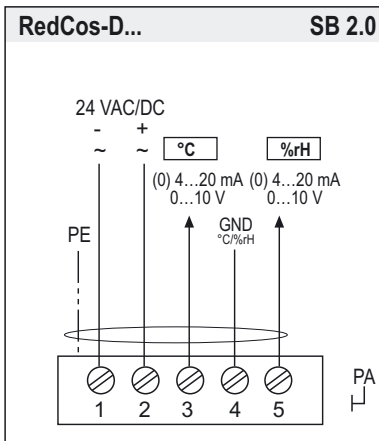 RedCos-D... SB 2.0
24 VAC/DC
- +
~ ~ °C %rH
(0) 4...20 mA (0) 4...20 mA
0...10 V 0...10 V
PE GND
°C/%rH
PA
1 2 3 4 5